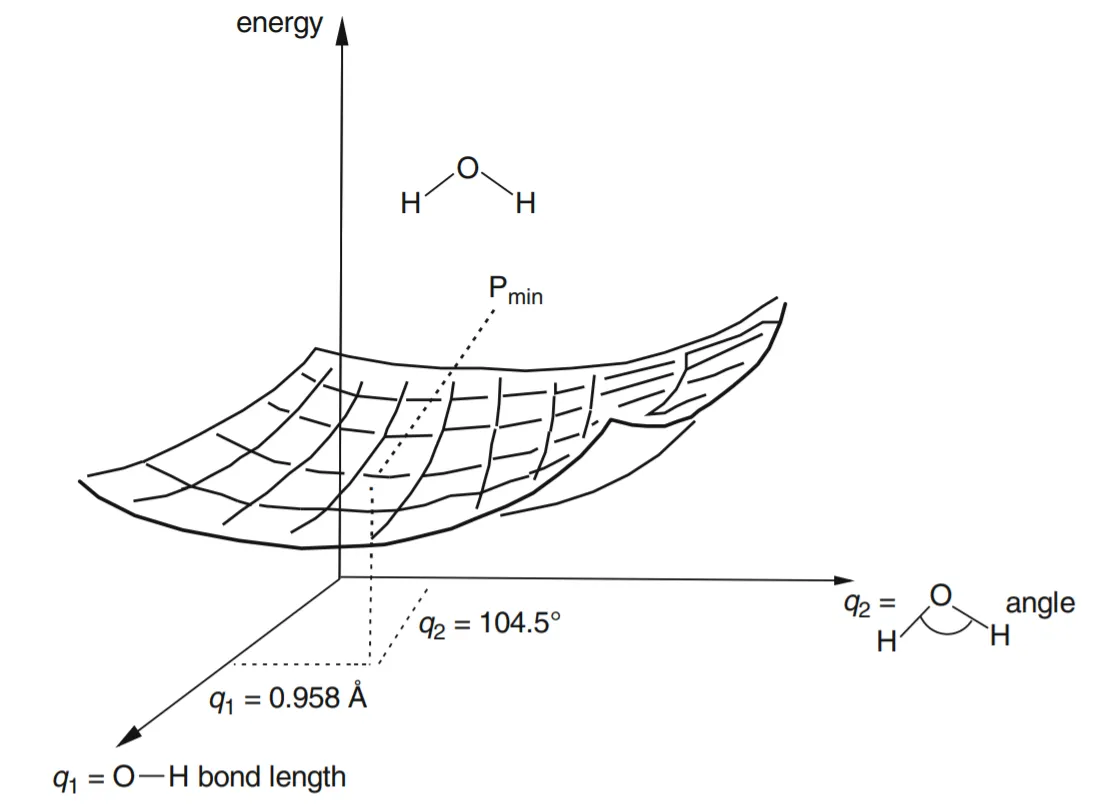 energy
O
H H
Pmin
q2 = 104.5°
q1 = 0.958 Å
q2 = H O H angle
q1 = O—H bond length